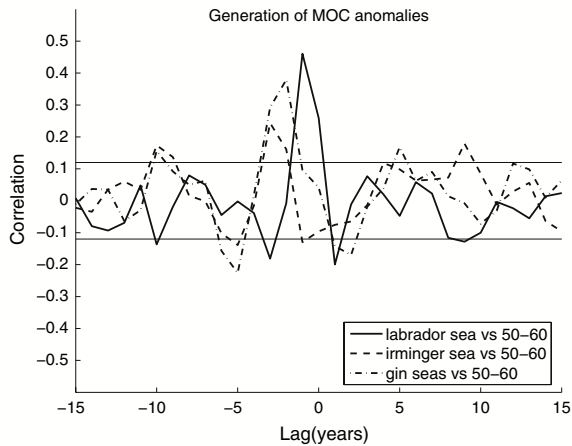 Generation of MOC anomalies
Correlation
0.5
0.4
0.3
0.2
0.1
0
−0.1
−0.2
−0.3
−0.4
−0.5
labrador sea vs 50−60
irminger sea vs 50−60
gin seas vs 50−60
−15 −10 −5 0 5 10 15
Lag(years)